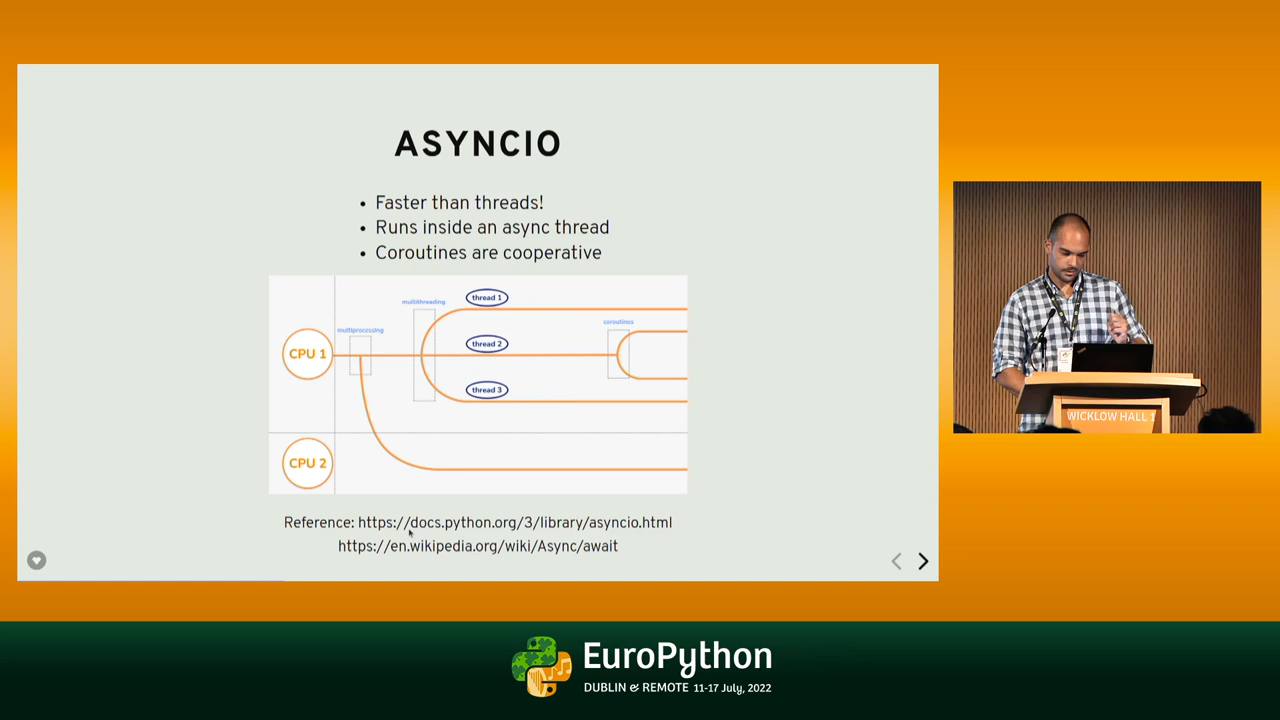 ASYNCIO
Faster than threads!
Runs inside an async thread
Coroutines are cooperative
multithreading
thread 1
coroutines
multiprocessing
thread 2
CPU 1
thread 3
CPU 2
Reference: https://docs.python.org/3/library/asyncio.html
https://en.wikipedia.org/wiki/Async/await
WICKLOW HALL 1
EuroPython
DUBLIN & REMOTE 11-17 July, 2022